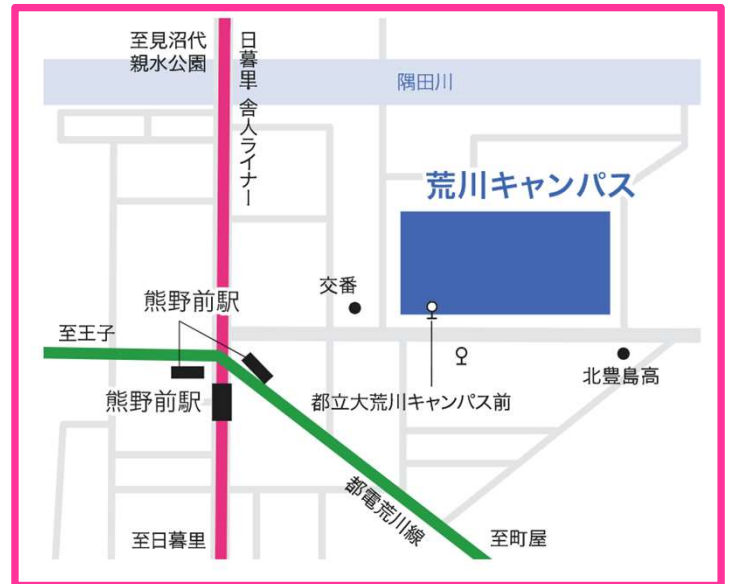 至見沼代
親水公園
日暮里・舎人ライナー
隅田川
荒川キャンパス
交番
熊野前駅
至王子
北豊島高
熊野前駅
都立大荒川キャンパス前
都電荒川線
至日暮里
至町屋